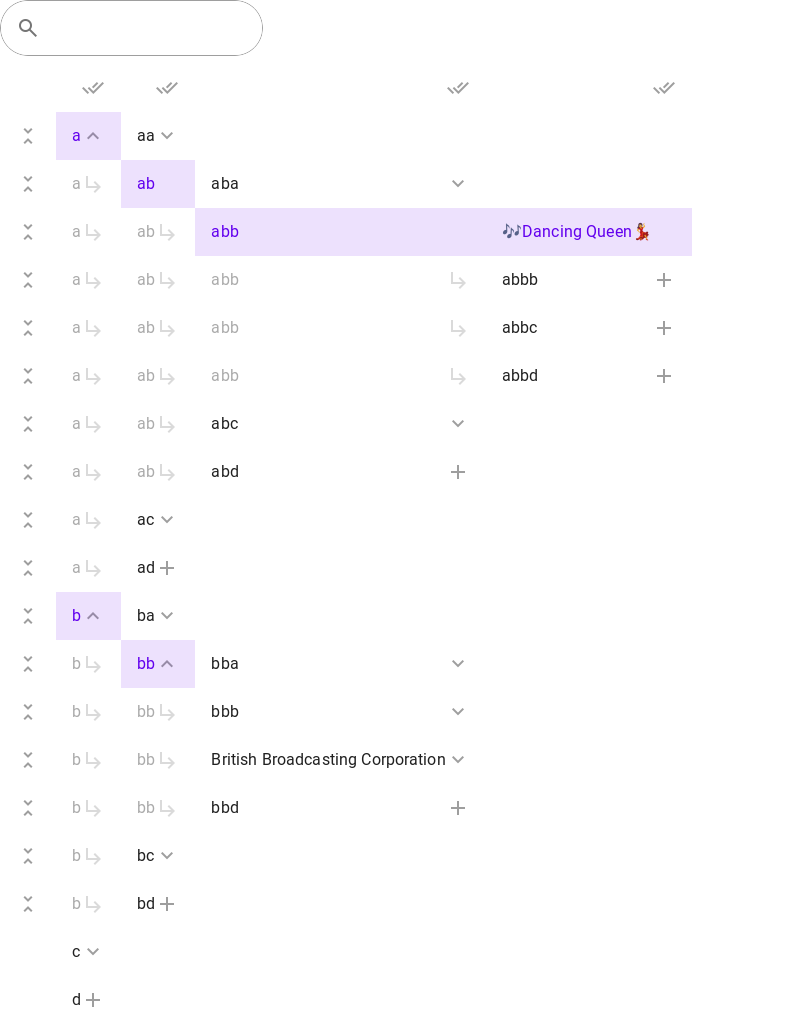 a aa
a ab aba
a ab abb 🎶Dancing Queen💃
a ab abb abbb
a ab abb abbc
a ab abb abbd
a ab abc
a ab abd
a ac
a ad
b ba
b bb bba
b bb bbb
b bb British Broadcasting Corporation
b bb bbd
b bc
b bd
c
d